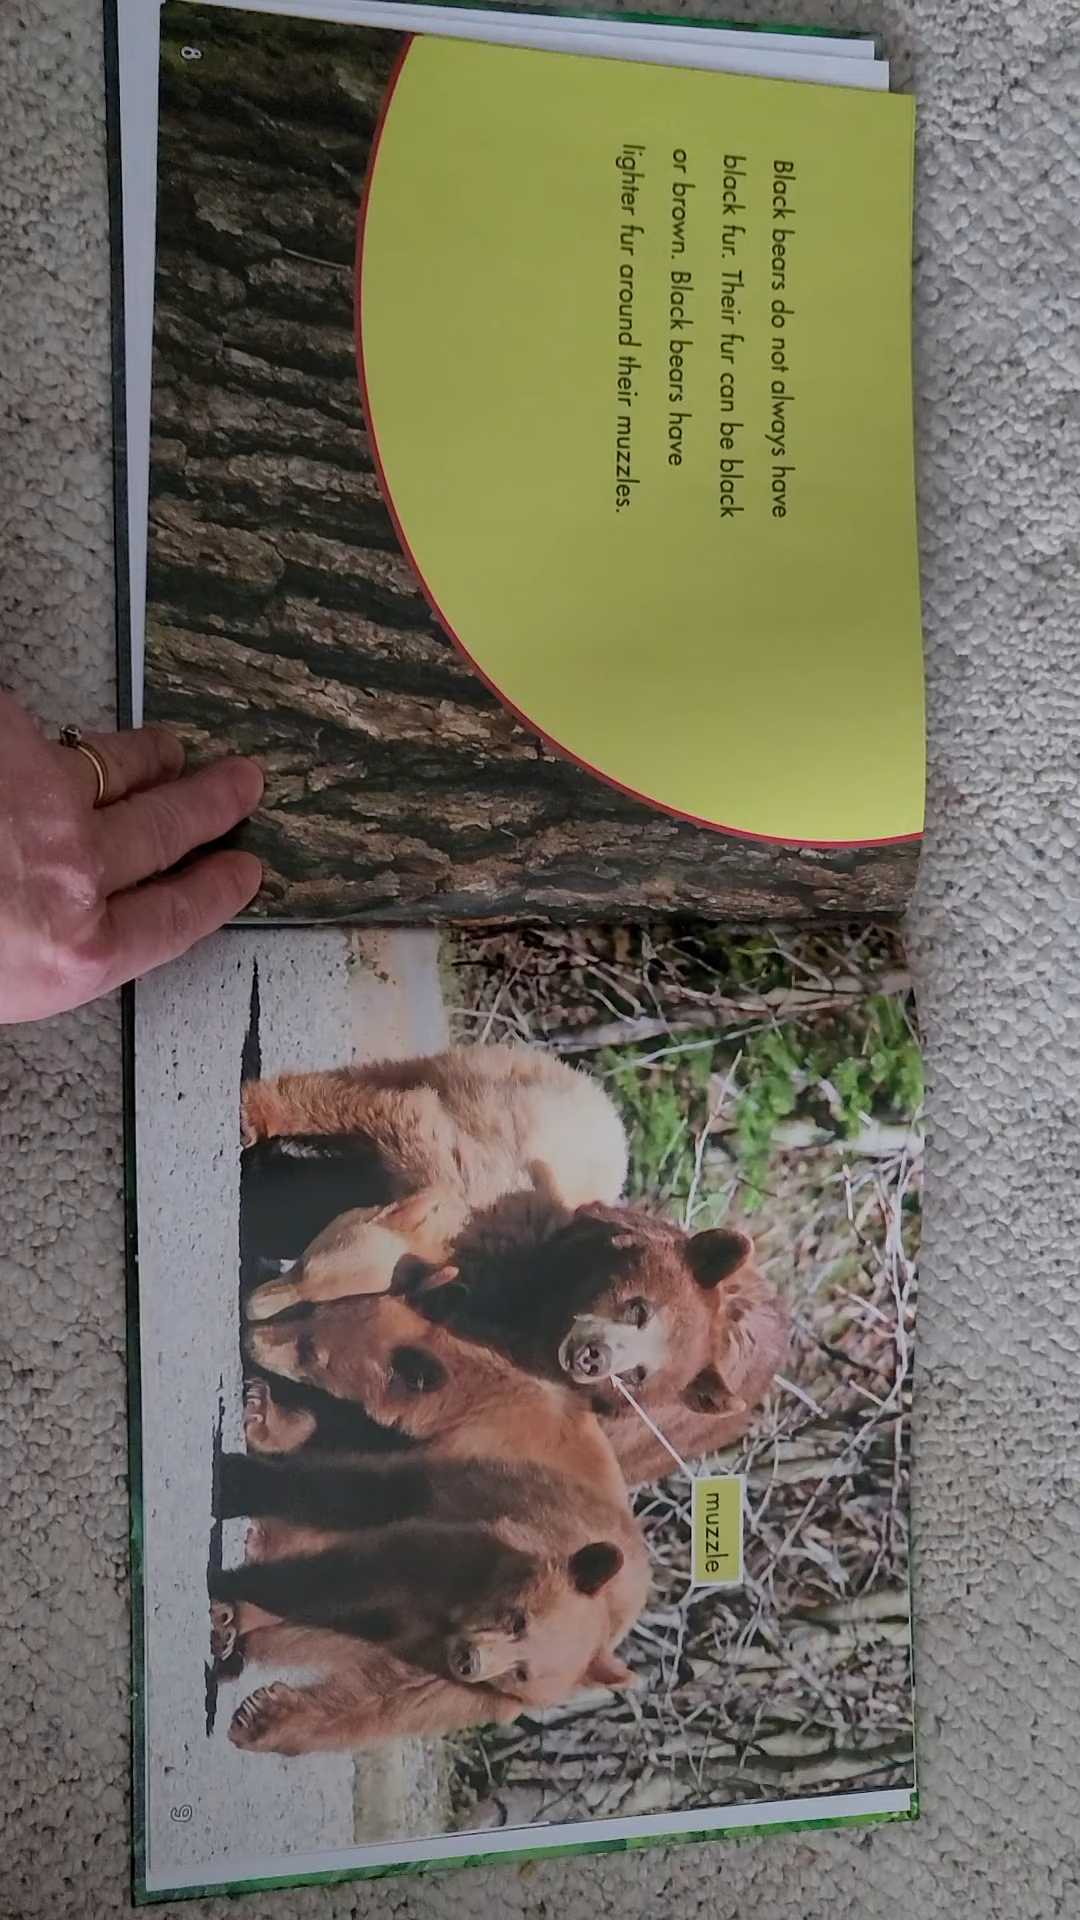 Black bears do not always have
black fur. Their fur can be black
or brown. Black bears have
lighter fur around their muzzles.
8
muzzle
9